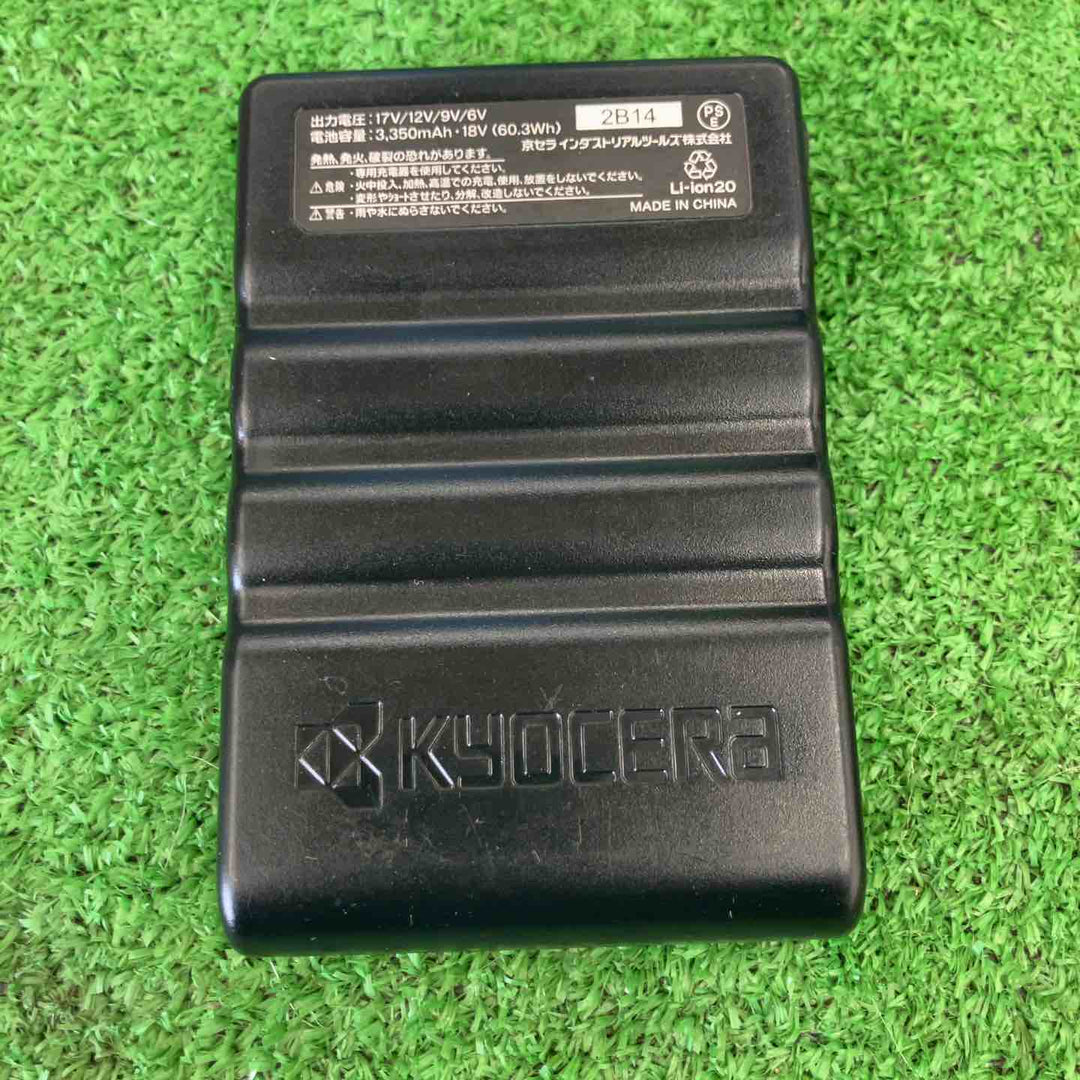 出力電圧：17V/12V/9V/6V
電池容量：3,350mAh・18V (60.3Wh)
2B14
PSE
京セラ インダストリアルツールズ株式会社
発熱、発火、破裂の恐れがあります。
・専用充電器を使用してください。
⚠危険・火中投入、加熱、高温での充電、使用、放置をしないでください。
・変形やショートさせたり、分解、改造しないでください。
⚠警告・雨や水にぬらさないでください。
Li-ion20
MADE IN CHINA
KYOCERA